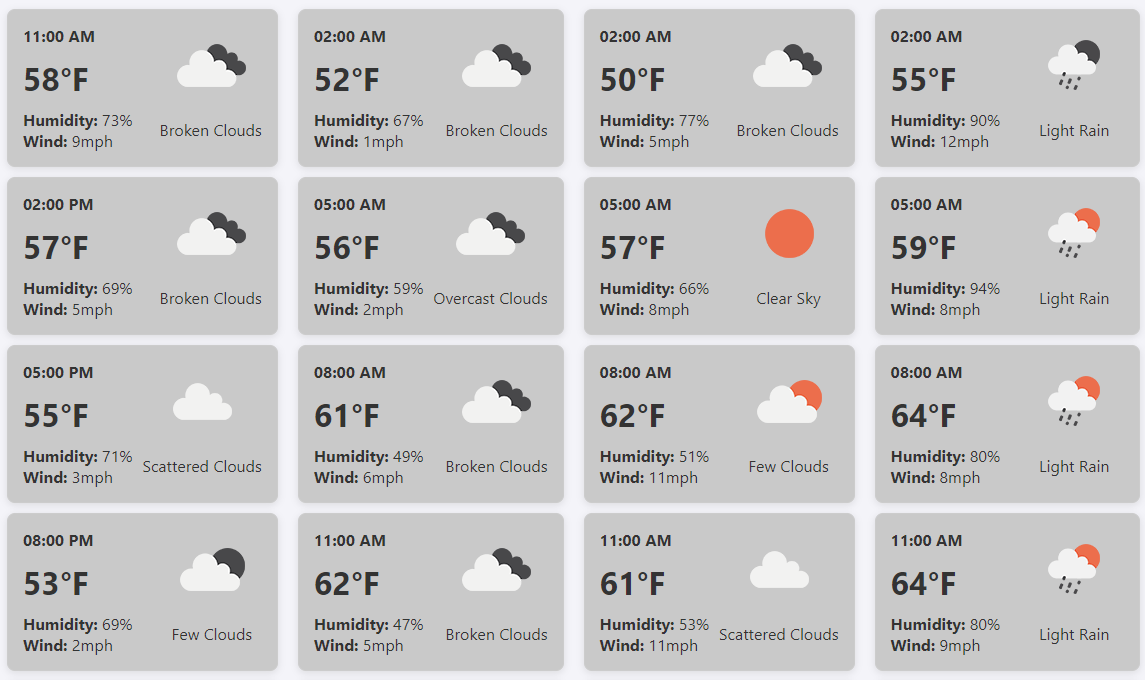 11:00 AM
58°F
Humidity: 73%
Wind: 9mph
Broken Clouds
02:00 AM
52°F
Humidity: 67%
Wind: 1mph
Broken Clouds
02:00 AM
50°F
Humidity: 77%
Wind: 5mph
Broken Clouds
02:00 AM
55°F
Humidity: 90%
Wind: 12mph
Light Rain
02:00 PM
57°F
Humidity: 69%
Wind: 5mph
Broken Clouds
05:00 AM
56°F
Humidity: 59%
Wind: 2mph
Overcast Clouds
05:00 AM
57°F
Humidity: 66%
Wind: 8mph
Clear Sky
05:00 AM
59°F
Humidity: 94%
Wind: 8mph
Light Rain
05:00 PM
55°F
Humidity: 71%
Wind: 3mph
Scattered Clouds
08:00 AM
61°F
Humidity: 49%
Wind: 6mph
Broken Clouds
08:00 AM
62°F
Humidity: 51%
Wind: 11mph
Few Clouds
08:00 AM
64°F
Humidity: 80%
Wind: 8mph
Light Rain
08:00 PM
53°F
Humidity: 69%
Wind: 2mph
Few Clouds
11:00 AM
62°F
Humidity: 47%
Wind: 5mph
Broken Clouds
11:00 AM
61°F
Humidity: 53%
Wind: 11mph
Scattered Clouds
11:00 AM
64°F
Humidity: 80%
Wind: 9mph
Light Rain